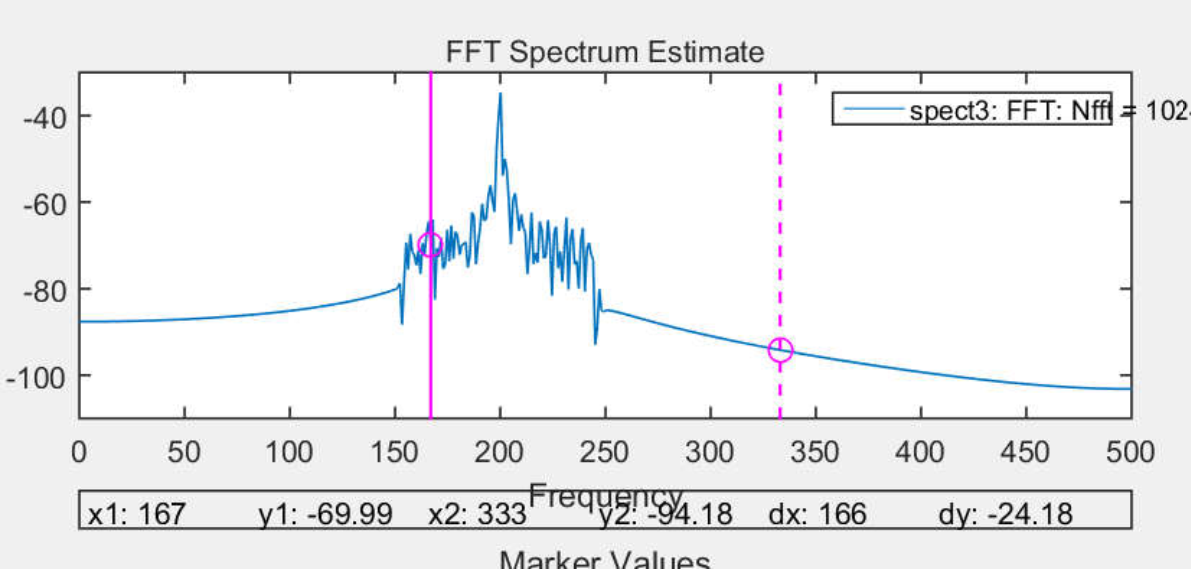 FFT Spectrum Estimate
-40
-60
-80
-100
spect3: FFT: Nfft = 102
0 50 100 150 200 250 300 350 400 450 500
Frequency
x1: 167 y1: -69.99 x2: 333 y2: -94.18 dx: 166 dy: -24.18
Marker Values